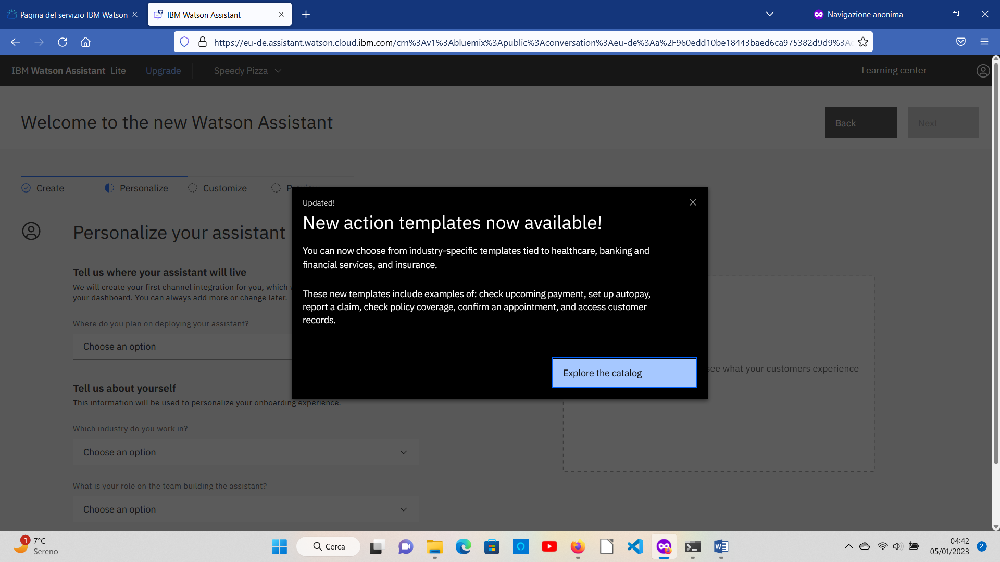 Pagina del servizio IBM Watson
IBM Watson Assistant
Navigazione anonima
https://eu-de.assistant.watson.cloud.ibm.com/crn%3Av1%3Abluemix%3Apublic%3Aconversation%3Aeu-de%3Aa%2F960edd10be18443baed6ca975382d9d9%3A
IBM Watson Assistant Lite
Upgrade
Speedy Pizza
Learning center
Welcome to the new Watson Assistant
Back
Next
Create
Personalize
Customize
Updated!
New action templates now available!
You can now choose from industry-specific templates tied to healthcare, banking and
financial services, and insurance.
These new templates include examples of: check upcoming payment, set up autopay,
report a claim, check policy coverage, confirm an appointment, and access customer
records.
Explore the catalog
Personalize your assistant
Tell us where your assistant will live
We will create your first channel integration for you, which
your dashboard. You can always add more or change later.
Where do you plan on deploying your assistant?
Choose an option
see what your customers experience
Tell us about yourself
This information will be used to personalize your onboarding experience.
Which industry do you work in?
Choose an option
What is your role on the team building the assistant?
Choose an option
1
7°C
Sereno
Cerca
04:42
05/01/2023
2